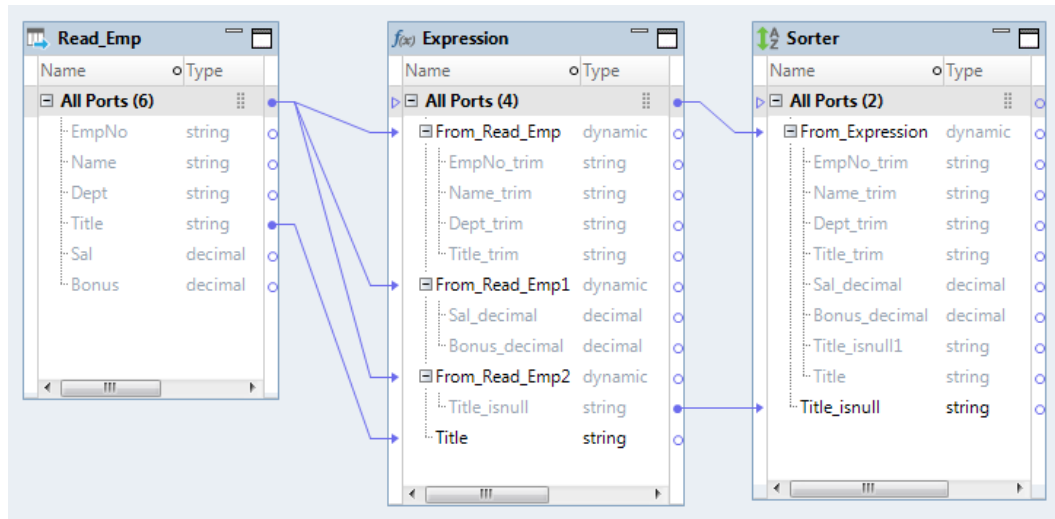 Read_Emp
Name Type
All Ports (6)
EmpNo string
Name string
Dept string
Title string
Sal decimal
Bonus decimal
f(x) Expression
Name Type
All Ports (4)
From_Read_Emp dynamic
EmpNo_trim string
Name_trim string
Dept_trim string
Title_trim string
From_Read_Emp1 dynamic
Sal_decimal decimal
Bonus_decimal decimal
From_Read_Emp2 dynamic
Title_isnull string
Title string
A Z Sorter
Name Type
All Ports (2)
From_Expression dynamic
EmpNo_trim string
Name_trim string
Dept_trim string
Title_trim string
Sal_decimal decimal
Bonus_decimal decimal
Title_isnull1 string
Title string
Title_isnull string